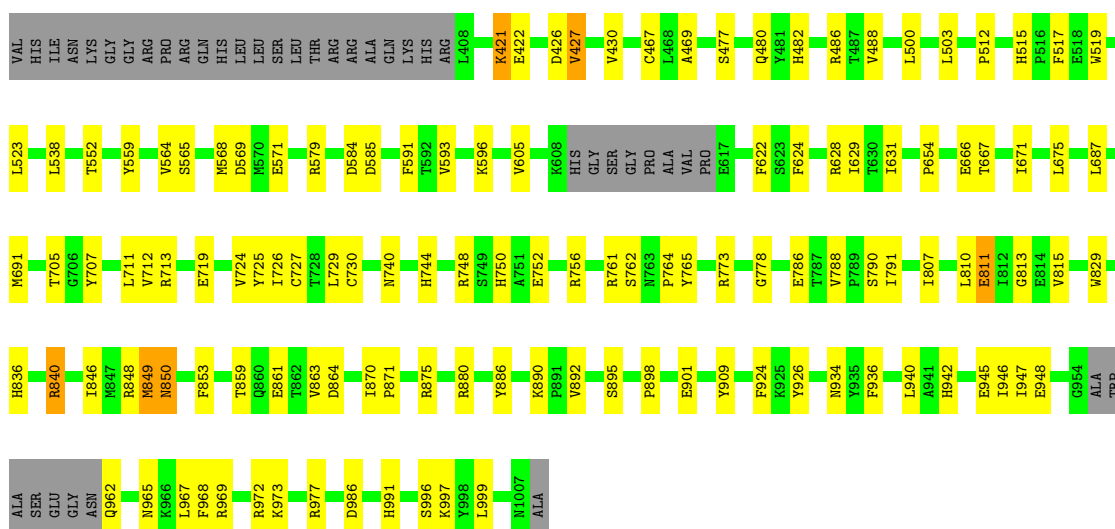 VAL HIS ILE ASN LYS GLY GLY ARG PRO ARG GLN HIS LEU LEU SER LEU THR ARG ARG ALA GLN LYS HIS ARG L408 K421 E422 D426 V427 V430 C467 L468 A469 S477 Q480 Y481 H482 R486 T487 V488 L500 L503 P512 H515 P516 F517 E518 W519
L523 L538 T552 Y559 V564 S565 M568 D569 M570 E571 R579 D584 D585 F591 T592 V593 K596 V605 K608 HIS GLY SER GLY PRO ALA VAL PRO E617 F622 S623 F624 R628 I629 T630 I631 P654 E666 T667 I671 L675 L687
M691 T705 G706 Y707 L711 V712 R713 E719 V724 Y725 I726 C727 T728 L729 C730 N740 H744 R748 S749 H750 A751 E752 R756 R761 S762 N763 P764 Y765 R773 G778 E786 T787 V788 P789 S790 I791 I807 L810 E811 I812 G813 E814 V815 W829
H836 R840 I846 M847 R848 M849 N850 F853 T859 Q860 E861 T862 V863 D864 I870 P871 R875 R880 Y886 K890 P891 V892 S895 P898 E901 Y909 F924 K925 Y926 N934 Y935 F936 L940 A941 H942 E945 I946 I947 E948 G954 ALA TRP
ALA SER GLU GLY ASN Q962 N965 K966 L967 F968 R969 R972 K973 R977 D986 H991 S996 K997 Y998 L999 N1007 ALA